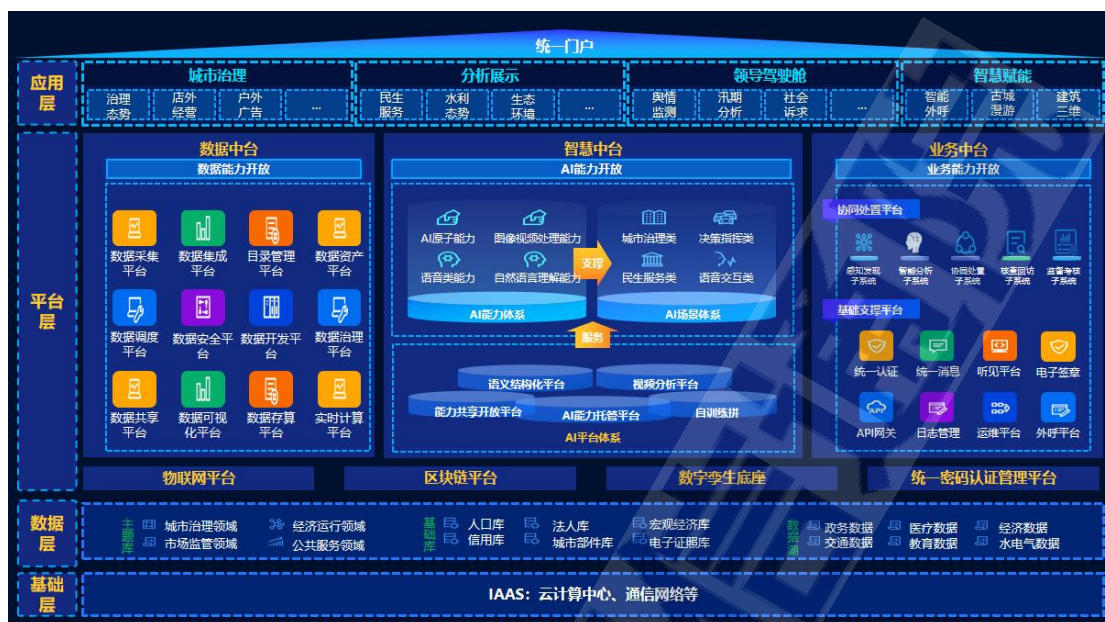 统一门户
应用
层
城市治理
分析展示
领导驾驶舱
智慧赋能
治理
态势
店外
经营
户外
广告
...
民生
服务
水利
态势
生态
环境
...
舆情
监测
汛期
分析
社会
诉求
...
智能
外呼
古城
漫游
建筑
三维
平台
层
数据中台
数据能力开放
数据采集
平台
数据集成
平台
目录管理
平台
数据资产
平台
数据调度
平台
数据安全平
台
数据开发平
台
数据治理
平台
数据共享
平台
数据可视
化平台
数据存算
平台
实时计算
平台
智慧中台
AI能力开放
AI原子能力
图像视频处理能力
语音类能力
自然语言理解能力
AI能力体系
支撑
城市治理类
决策指挥类
民生服务类
语音交互类
AI场景体系
服务
语义结构化平台
视频分析平台
能力共享开放平台
AI能力托管平台
自训练拼
AI平台体系
业务中台
业务能力开放
协同处置平台
感知发现
子系统
智能分析
子系统
协同处置
子系统
核查回访
子系统
监督考核
子系统
基础支撑平台
统一认证
统一消息
听见平台
电子签章
API
API网关
日志管理
运维平台
外呼平台
物联网平台
区块链平台
数字孪生底座
统一密码认证管理平台
数据
层
主题库
城市治理领域
经济运行领域
市场监管领域
公共服务领域
基础库
人口库
法人库
宏观经济库
信用库
城市部件库
电子证照库
数据湖
政务数据
医疗数据
经济数据
交通数据
教育数据
水电气数据
基础
层
IAAS：云计算中心、通信网络等